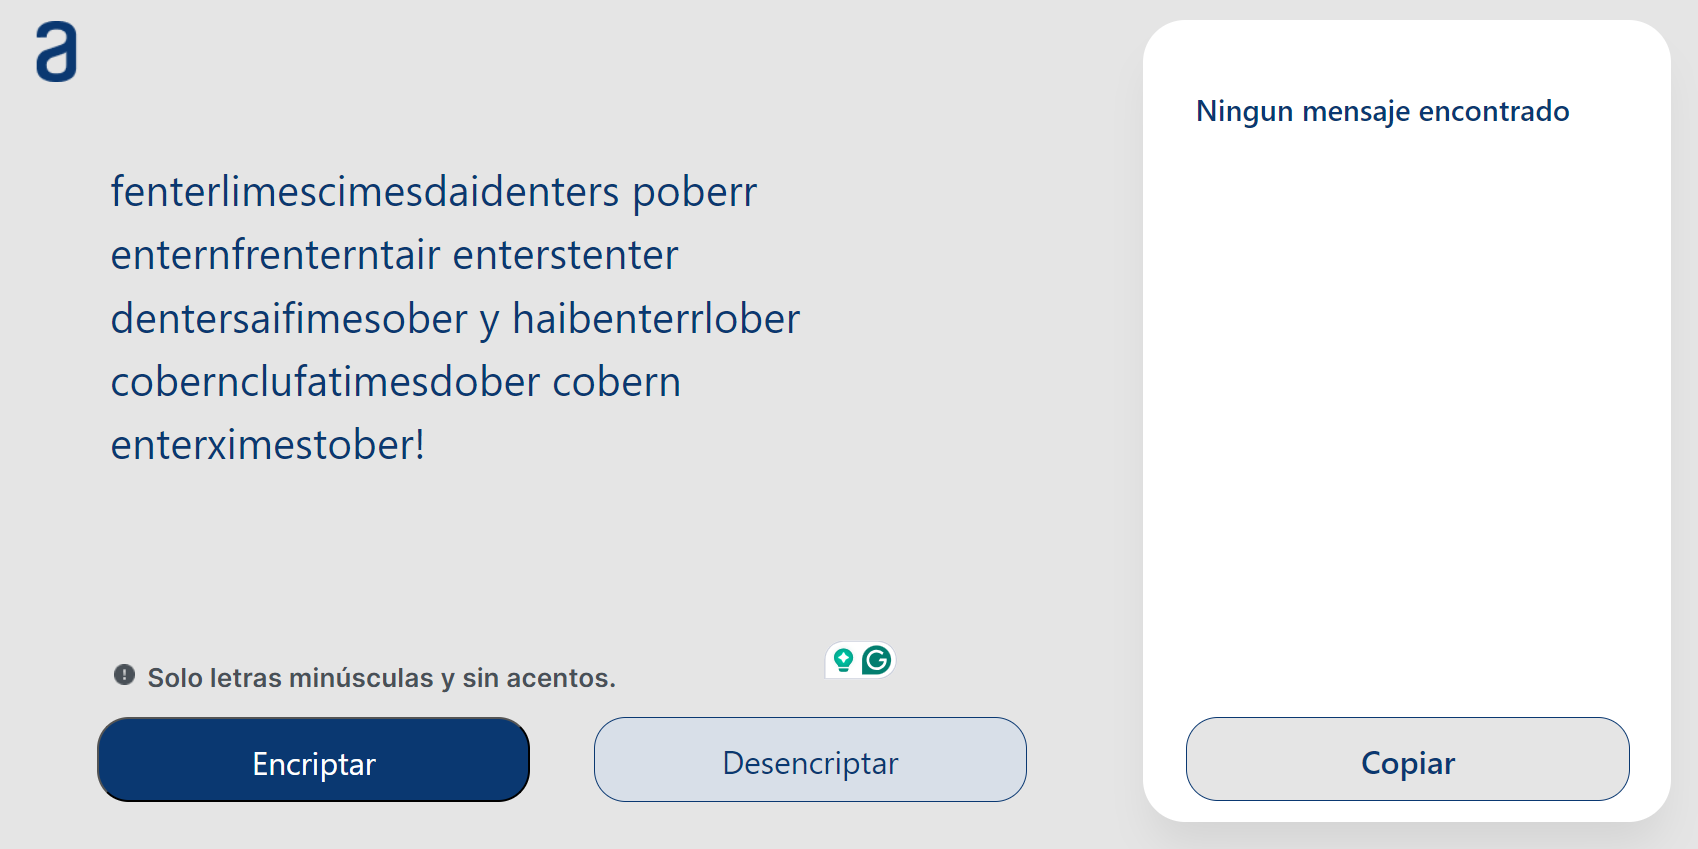 a
fenterlimescimesdaidenters poberr
enternfrenterntair enterstenter
dentersaifimesober y haibenterrlober
cobernclufatimesdober cobern
enterximestober!
Solo letras minúsculas y sin acentos.
Encriptar
Desencriptar
Ningun mensaje encontrado
Copiar